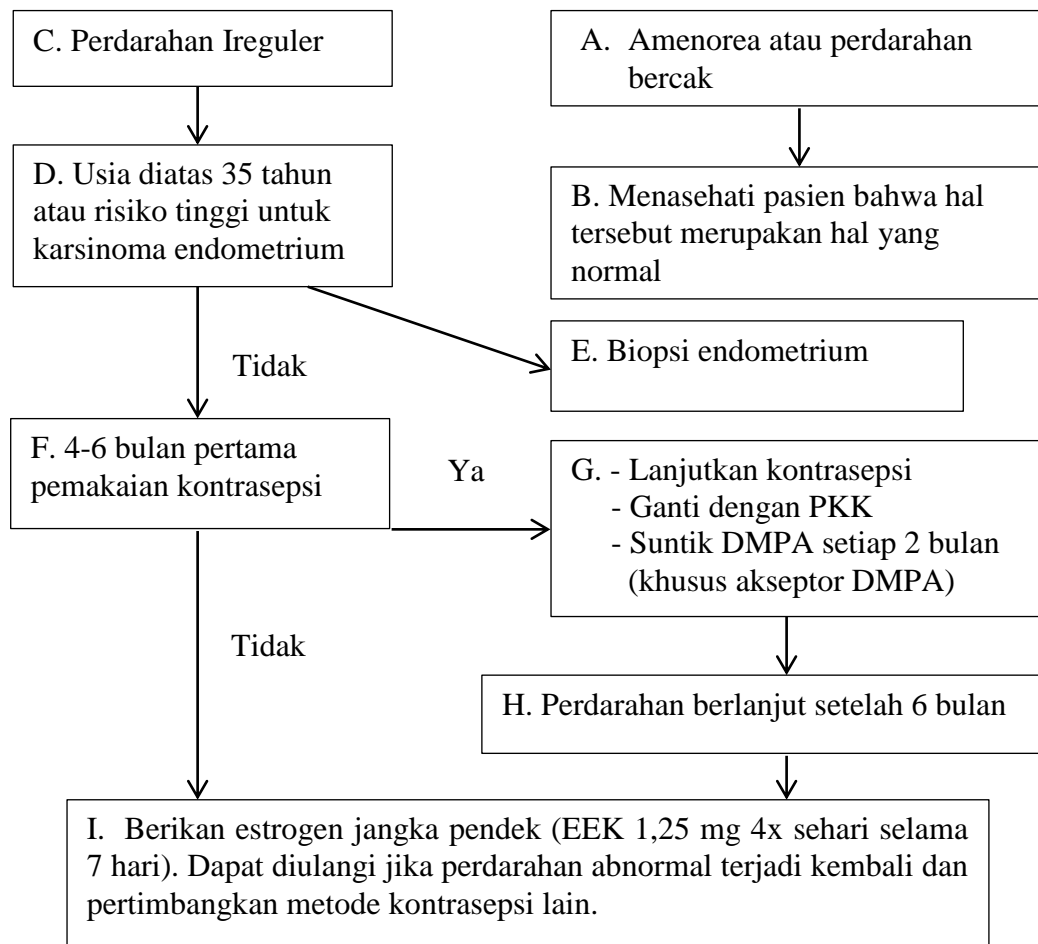 C. Perdarahan Ireguler
A. Amenorea atau perdarahan
bercak
D. Usia diatas 35 tahun
atau risiko tinggi untuk
karsinoma endometrium
B. Menasehati pasien bahwa hal
tersebut merupakan hal yang
normal
E. Biopsi endometrium
Tidak
F. 4-6 bulan pertama
pemakaian kontrasepsi
Ya
G. - Lanjutkan kontrasepsi
- Ganti dengan PKK
- Suntik DMPA setiap 2 bulan
(khusus akseptor DMPA)
Tidak
H. Perdarahan berlanjut setelah 6 bulan
I. Berikan estrogen jangka pendek (EEK 1,25 mg 4x sehari selama
7 hari). Dapat diulangi jika perdarahan abnormal terjadi kembali dan
pertimbangkan metode kontrasepsi lain.